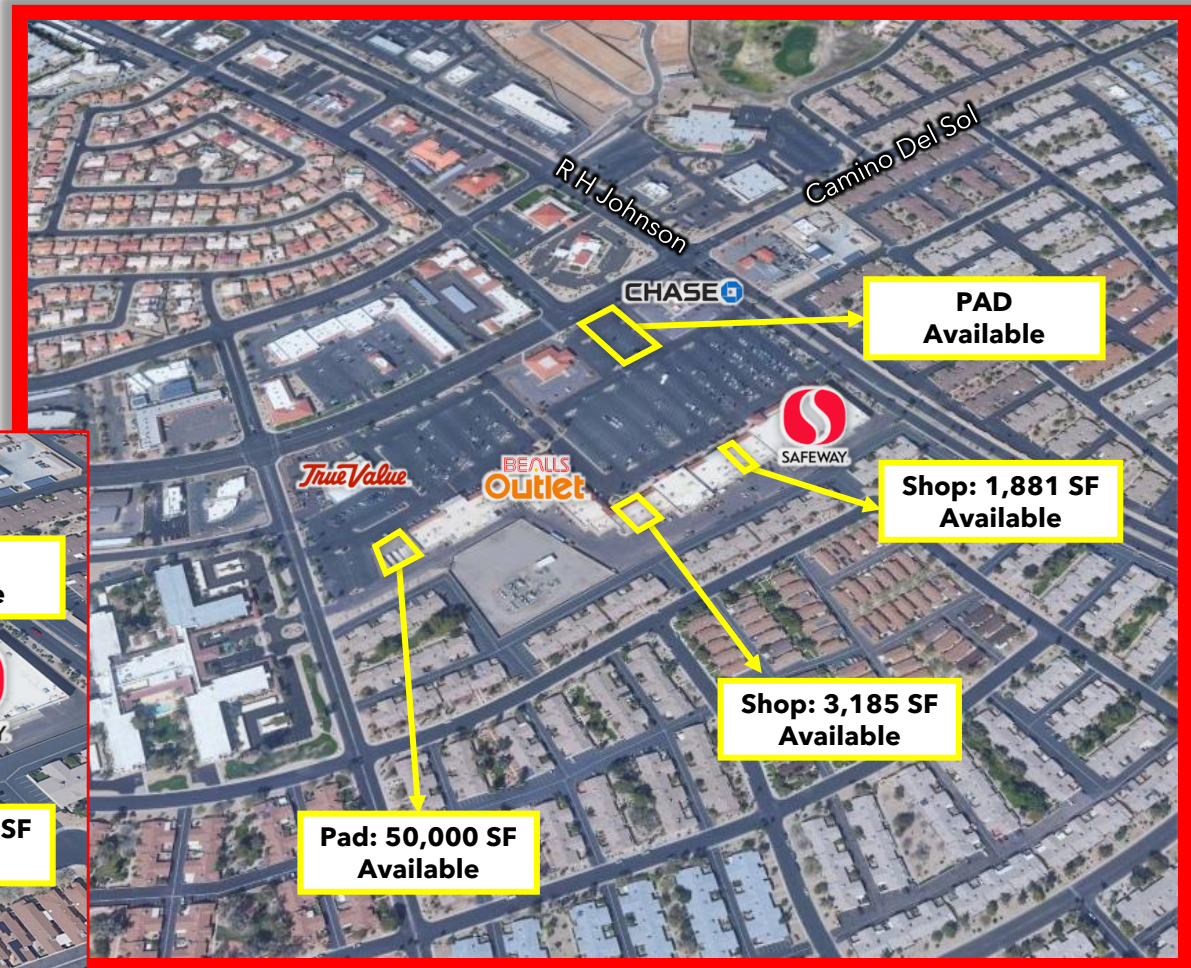 R H Johnson
Camino Del Sol
CHASE
PAD
Available
SAFEWAY
True Value
BEALLS
Outlet
Shop: 1,881 SF
Available
Shop: 3,185 SF
Available
Pad: 50,000 SF
Available
SF